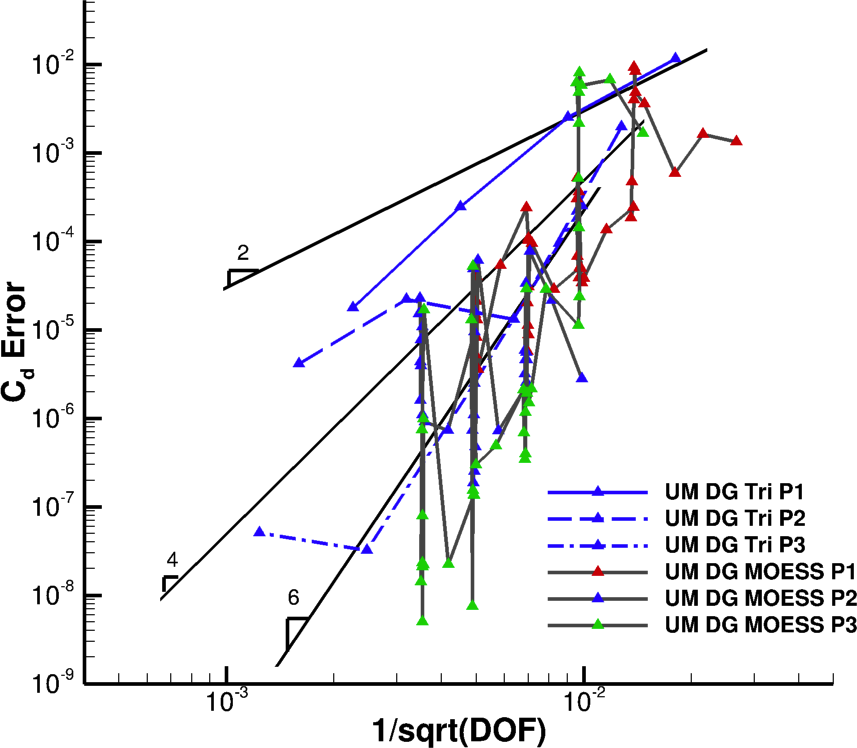 10^-2
10^-3
10^-4
10^-5
10^-6
10^-7
10^-8
10^-9
C_d Error
2
4
6
UM DG Tri P1
UM DG Tri P2
UM DG Tri P3
UM DG MOESS P1
UM DG MOESS P2
UM DG MOESS P3
10^-3
10^-2
1/sqrt(DOF)